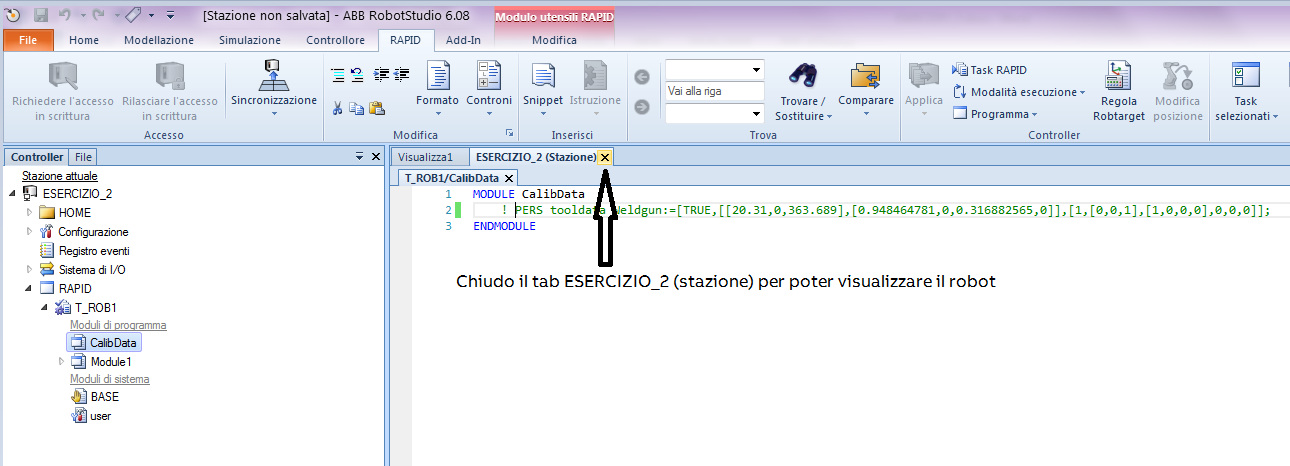 [Stazione non salvata] - ABB RobotStudio 6.08
Modulo utensili RAPID
File Home Modellazione Simulazione Controllore RAPID Add-In Modifica
Richiedere l'accesso in scrittura
Rilasciare l'accesso in scrittura
Accesso
Sincronizzazione
Formato
Controni
Modifica
Snippet
Istruzione
Inserisci
Vai alla riga
Trovare / Sostituire
Comparare
Trova
Applica
Task RAPID
Modalità esecuzione
Programma
Regola Robtarget
Modifica posizione
Controller
Task selezionati
Controller File
Stazione attuale
ESERCIZIO_2
HOME
Configurazione
Registro eventi
Sistema di I/O
RAPID
T_ROB1
Moduli di programma
CalibData
Module1
Moduli di sistema
BASE
user
Visualizza1 ESERCIZIO_2 (Stazione)
T_ROB1/CalibData
1 MODULE CalibData
2 ! PERS tooldata Weldgun:=[TRUE,[[20.31,0,363.689],[0.948464781,0,0.316882565,0]],[1,[0,0,1],[1,0,0,0],0,0,0]];
3 ENDMODULE
Chiudo il tab ESERCIZIO_2 (stazione) per poter visualizzare il robot